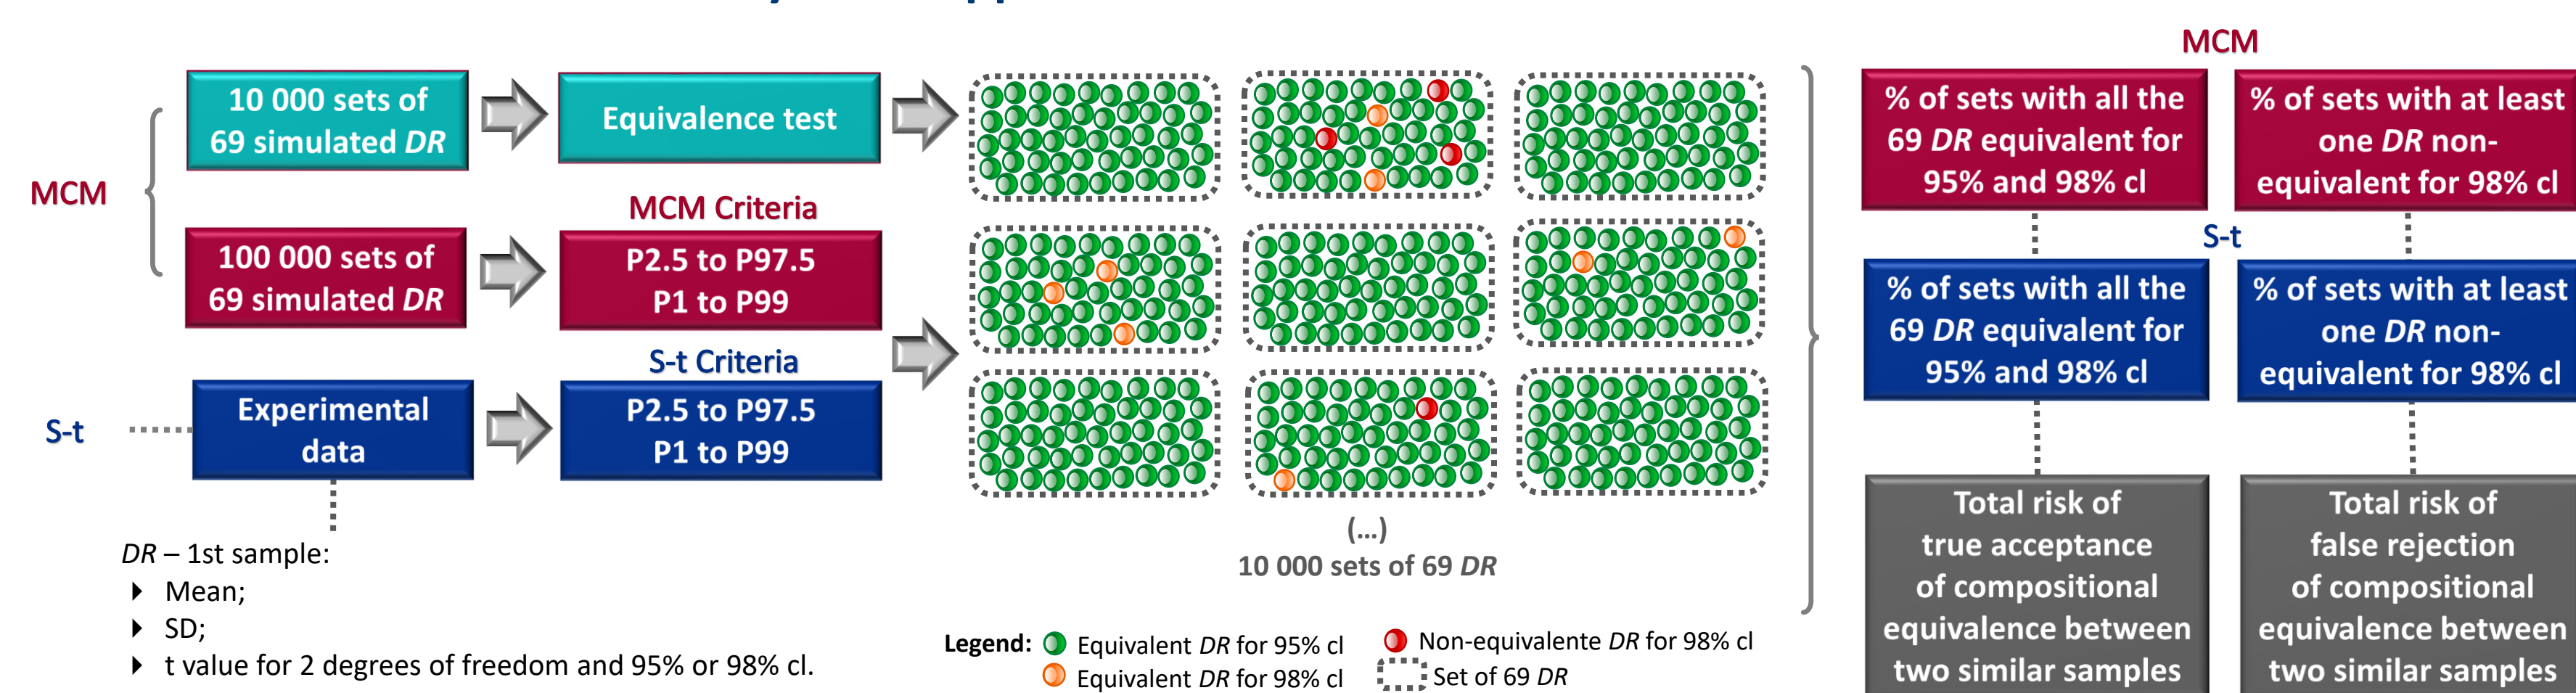 MCM
10 000 sets of
69 simulated DR
Equivalence test
100 000 sets of
69 simulated DR
MCM Criteria
P2.5 to P97.5
P1 to P99
S-t
Experimental
data
S-t Criteria
P2.5 to P97.5
P1 to P99
DR – 1st sample:
Mean;
SD;
t value for 2 degrees of freedom and 95% or 98% cl.
(...)
10 000 sets of 69 DR
Legend:
Equivalent DR for 95% cl
Equivalent DR for 98% cl
Non-equivalente DR for 98% cl
Set of 69 DR
MCM
% of sets with all the
69 DR equivalent for
95% and 98% cl
% of sets with at least
one DR non-
equivalent for 98% cl
S-t
% of sets with all the
69 DR equivalent for
95% and 98% cl
% of sets with at least
one DR non-
equivalent for 98% cl
Total risk of
true acceptance
of compositional
equivalence between
two similar samples
Total risk of
false rejection
of compositional
equivalence between
two similar samples